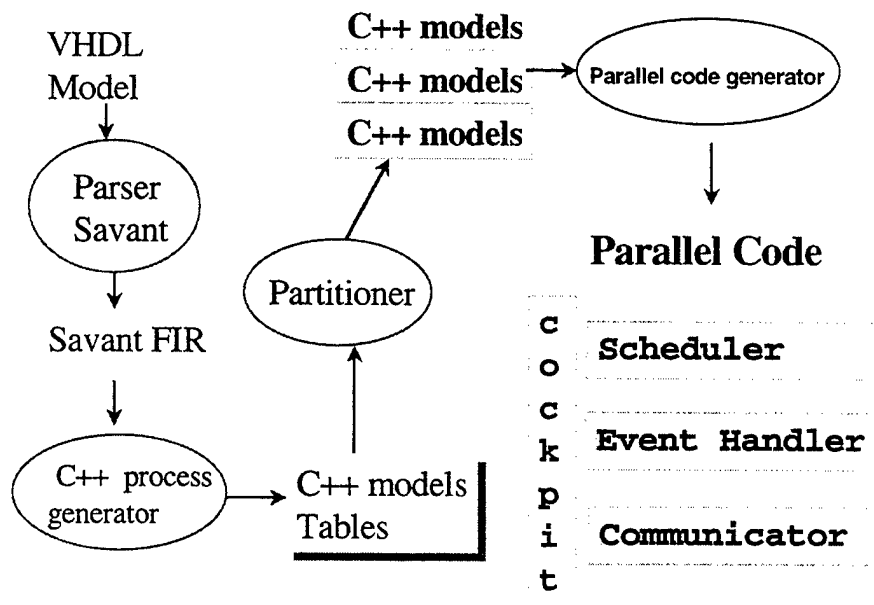 VHDL
Model
Parser
Savant
Savant FIR
C++ process
generator
C++ models
Tables
Partitioner
C++ models
C++ models
C++ models
Parallel code generator
Parallel Code
cockpit
Scheduler
Event Handler
Communicator